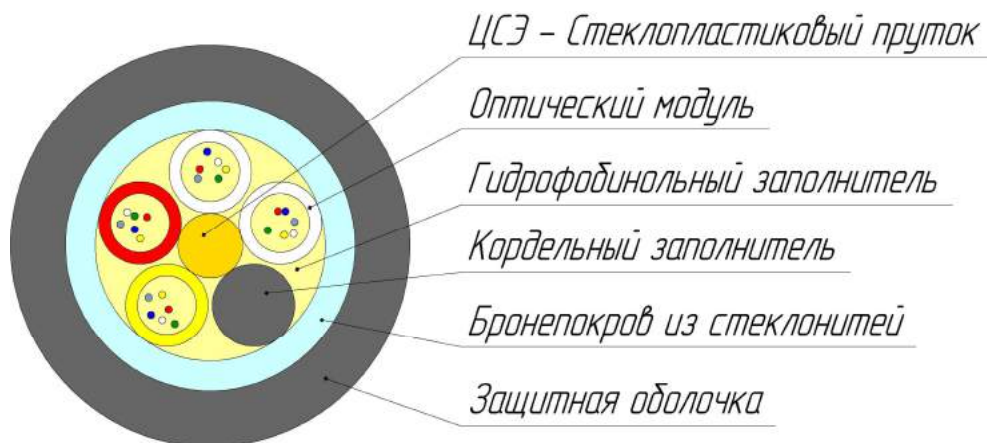 ЦСЭ - Стеклопластиковый пруток
Оптический модуль
Гидрофобинольный заполнитель
Кордельный заполнитель
Бронепокров из стеклонитей
Защитная оболочка